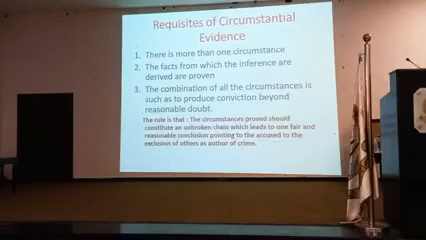 Requisites of Circumstantial
Evidence
1. There is more than one circumstance
2. The facts from which the inference are
derived are proven
3. The combination of all the circumstances is
such as to produce conviction beyond
reasonable doubt.
The rule is that : The circumstances proved should
constitute an unbroken chain which leads to one fair and
reasonable conclusion pointing to the accused to the
exclusion of others as author of crime.